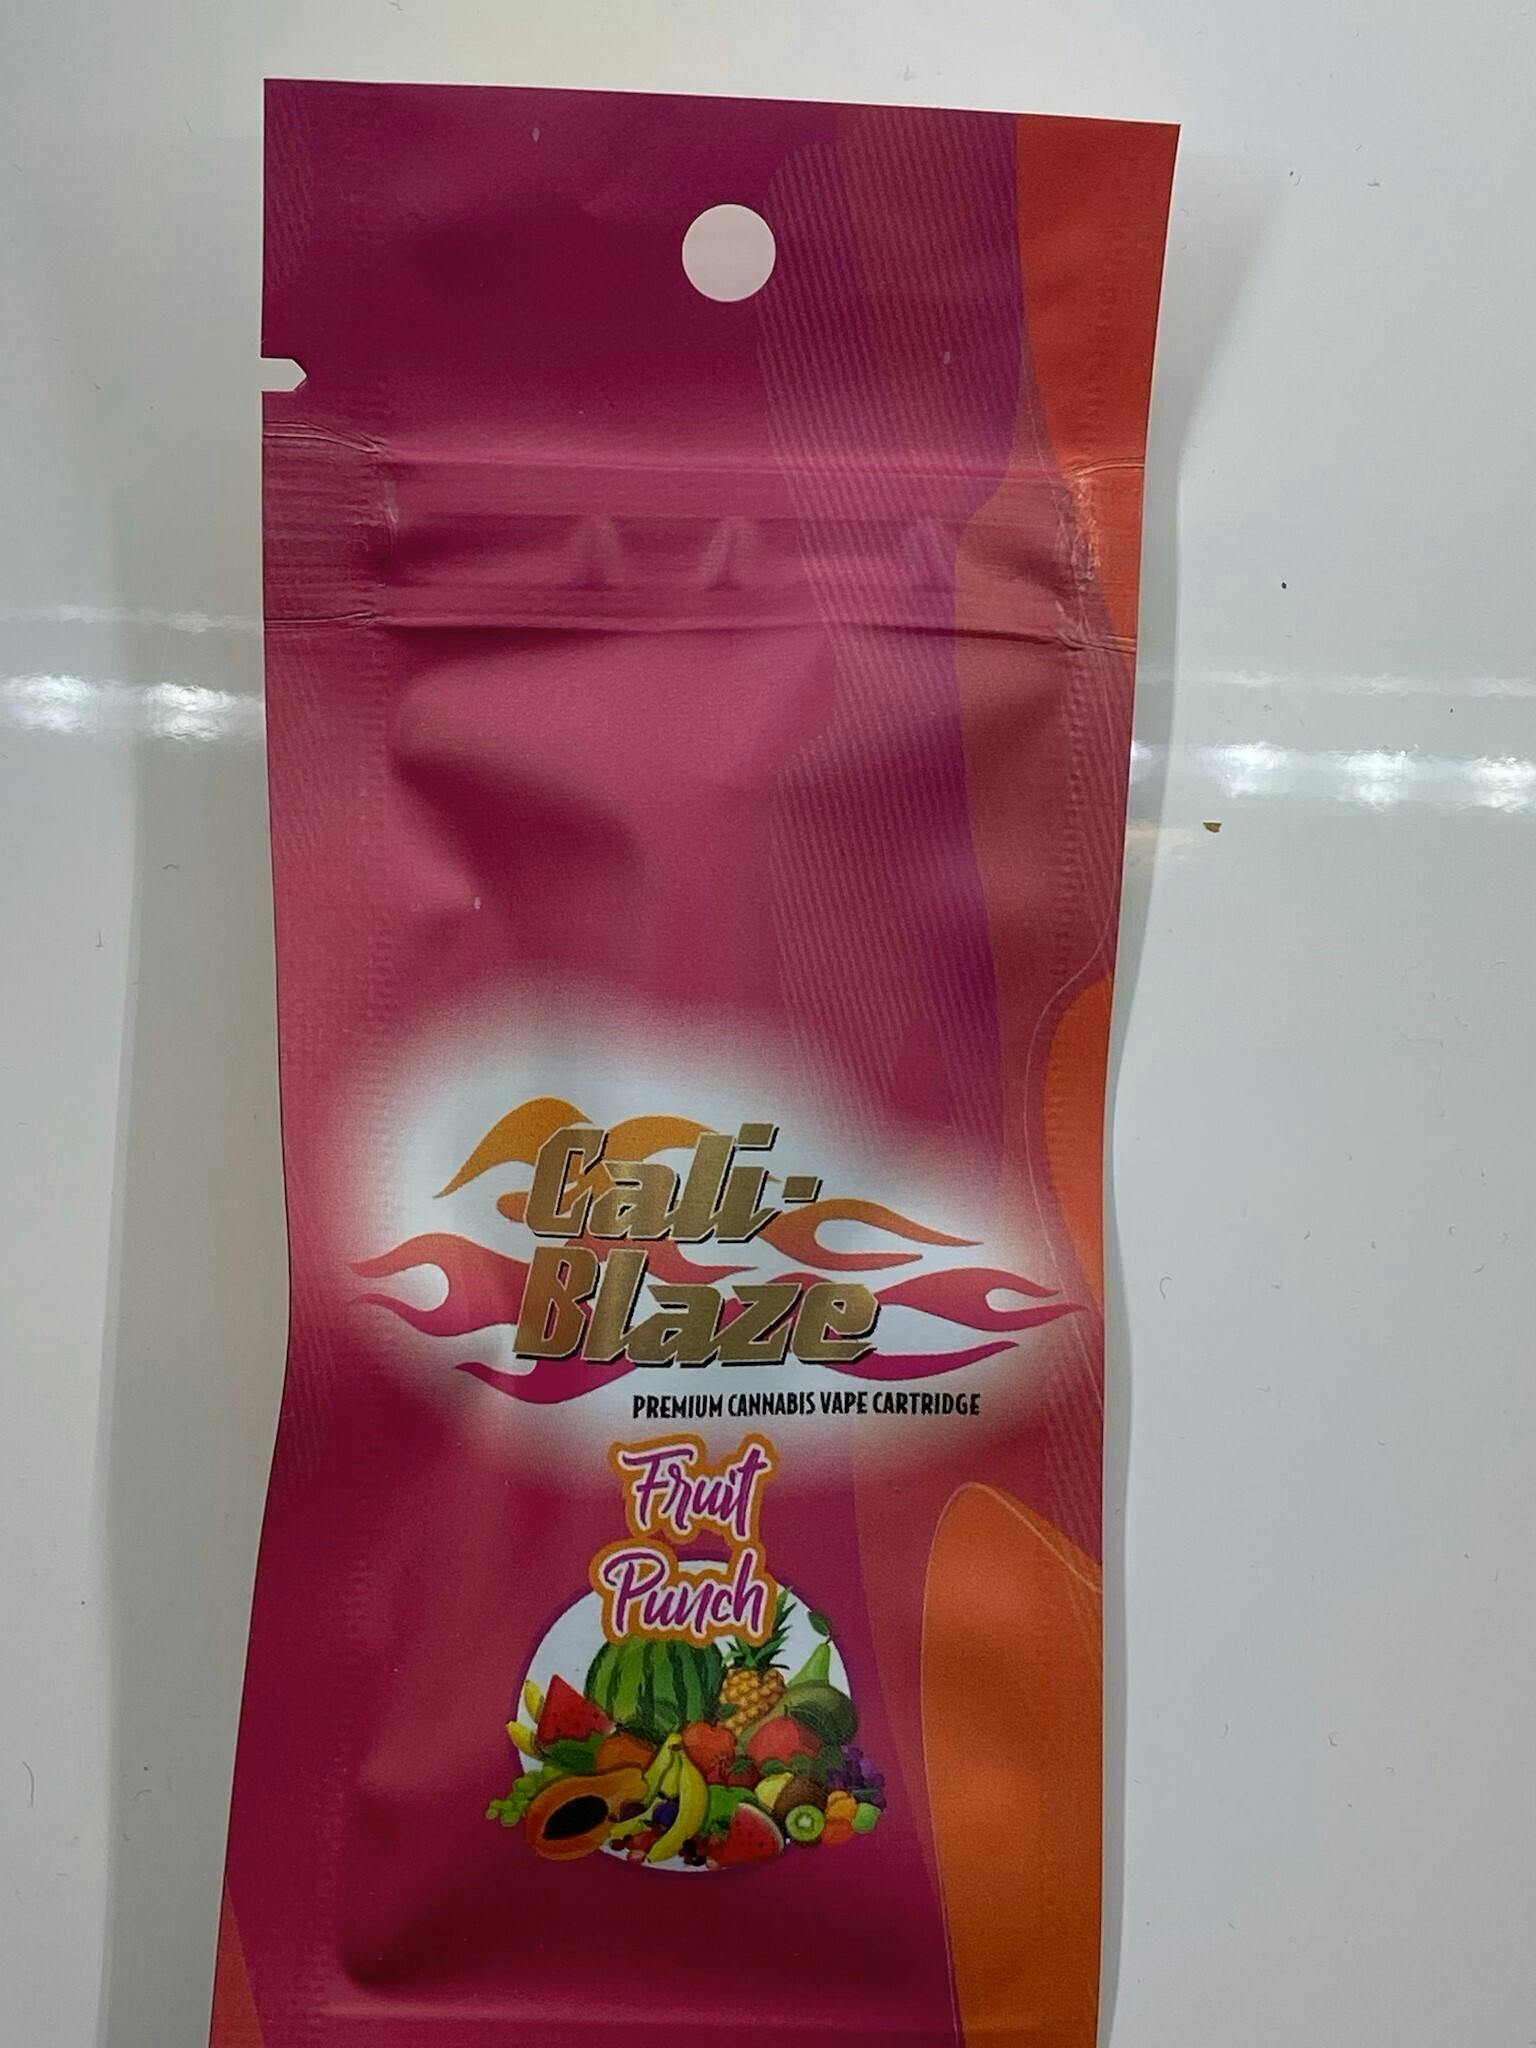 Cali-
Blaze
PREMIUM CANNABIS VAPE CARTRIDGE
Fruit
Punch